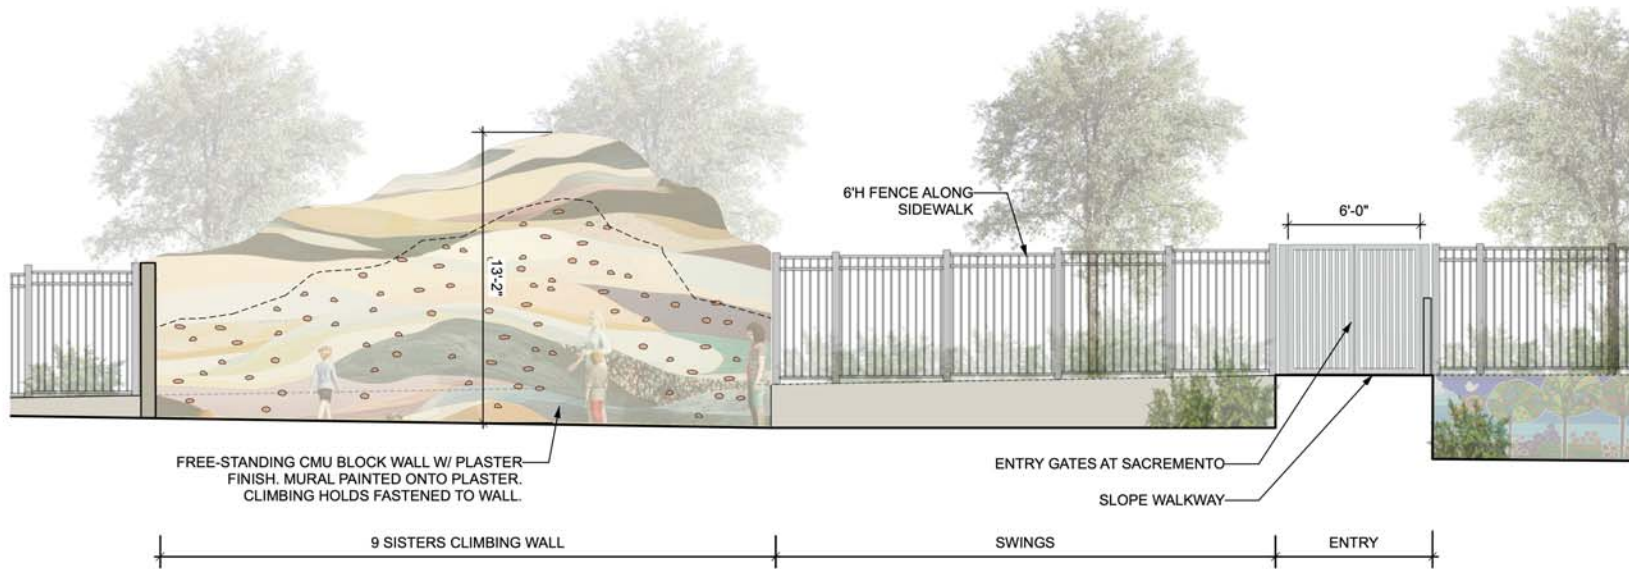 6'H FENCE ALONG
SIDEWALK
6'-0"
13'-2"
FREE-STANDING CMU BLOCK WALL W/ PLASTER
FINISH. MURAL PAINTED ONTO PLASTER.
CLIMBING HOLDS FASTENED TO WALL.
ENTRY GATES AT SACREMENTO
SLOPE WALKWAY
9 SISTERS CLIMBING WALL
SWINGS
ENTRY